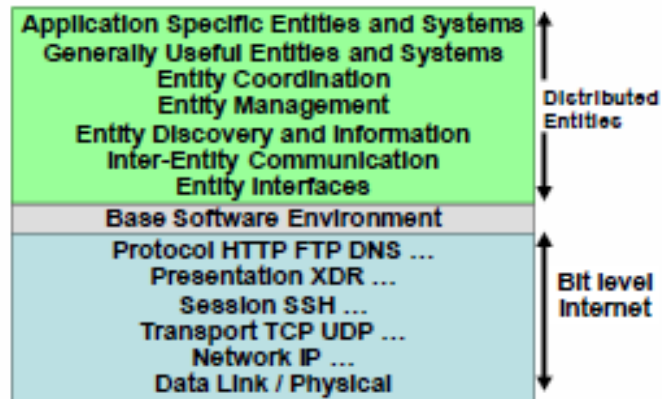 Application Specific Entities and Systems
Generally Useful Entities and Systems
Entity Coordination
Entity Management
Entity Discovery and Information
Inter-Entity Communication
Entity Interfaces
Distributed
Entities
Base Software Environment
Protocol HTTP FTP DNS ...
Presentation XDR ...
Session SSH ...
Transport TCP UDP ...
Network IP ...
Data Link / Physical
Bit level
Internet